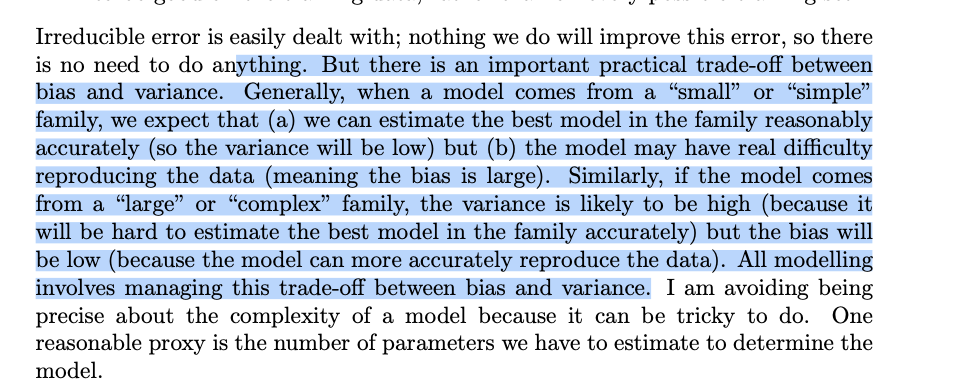 Irreducible error is easily dealt with; nothing we do will improve this error, so there
is no need to do anything. But there is an important practical trade-off between
bias and variance. Generally, when a model comes from a “small” or “simple”
family, we expect that (a) we can estimate the best model in the family reasonably
accurately (so the variance will be low) but (b) the model may have real difficulty
reproducing the data (meaning the bias is large). Similarly, if the model comes
from a “large” or “complex” family, the variance is likely to be high (because it
will be hard to estimate the best model in the family accurately) but the bias will
be low (because the model can more accurately reproduce the data). All modelling
involves managing this trade-off between bias and variance. I am avoiding being
precise about the complexity of a model because it can be tricky to do. One
reasonable proxy is the number of parameters we have to estimate to determine the
model.